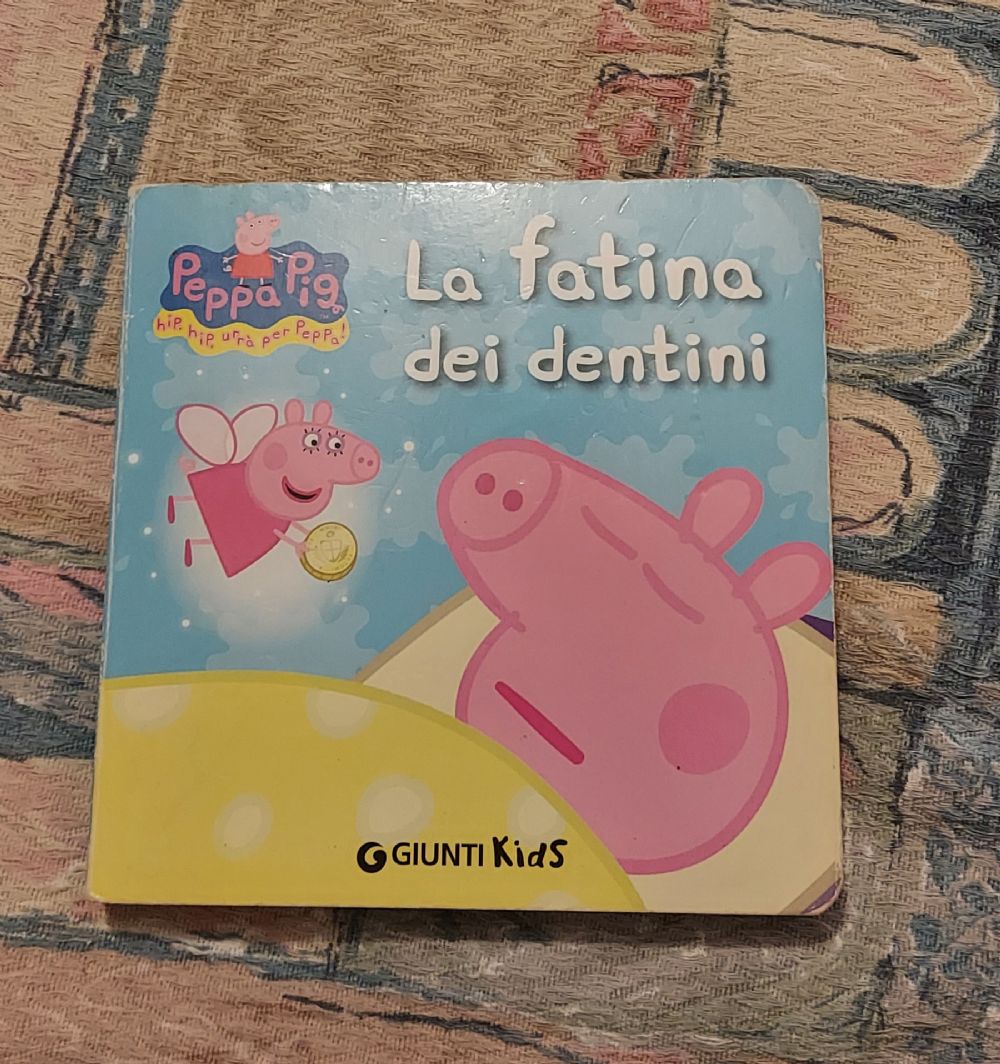 Peppa Pig
hip, hip, urrà per Peppa!
La fatina
dei dentini
GIUNTI Kids